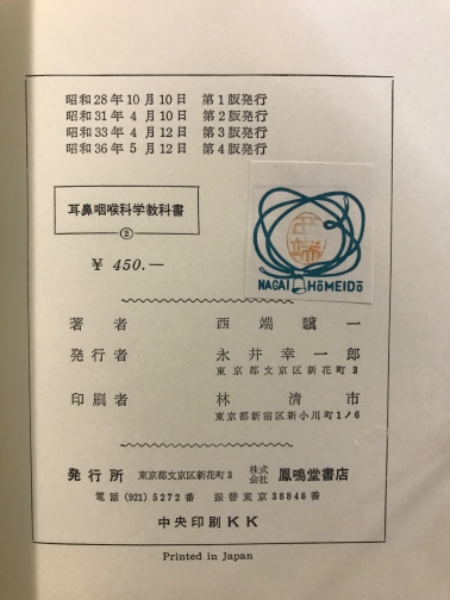 昭和28年10月10日 第1版発行
昭和31年 4月10日 第2版発行
昭和33年 4月12日 第3版発行
昭和36年 5月12日 第4版発行
耳鼻咽喉科学教科書
②
¥ 450.—
NAGAI HōMEIDō
著者 西端驥一
発行者 永井幸一郎
東京都文京区新花町3
印刷者 林清市
東京都新宿区新小川町1ノ6
発行所 東京都文京区新花町3 株式会社 鳳鳴堂書店
電話 (921) 5272番 振替東京38848番
中央印刷KK
Printed in Japan